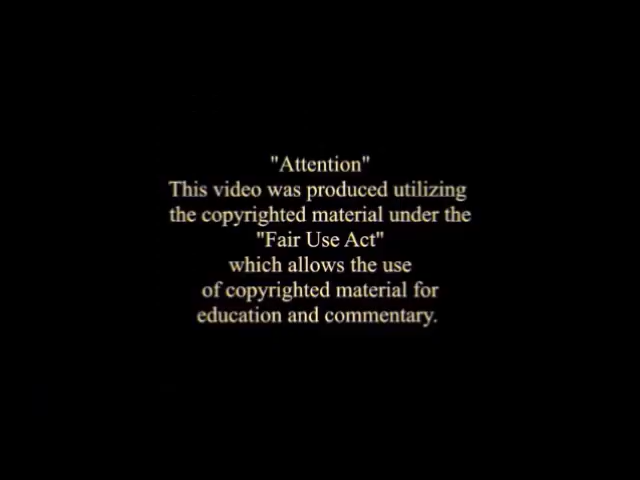 "Attention"
This video was produced utilizing
the copyrighted material under the
"Fair Use Act"
which allows the use
of copyrighted material for
education and commentary.